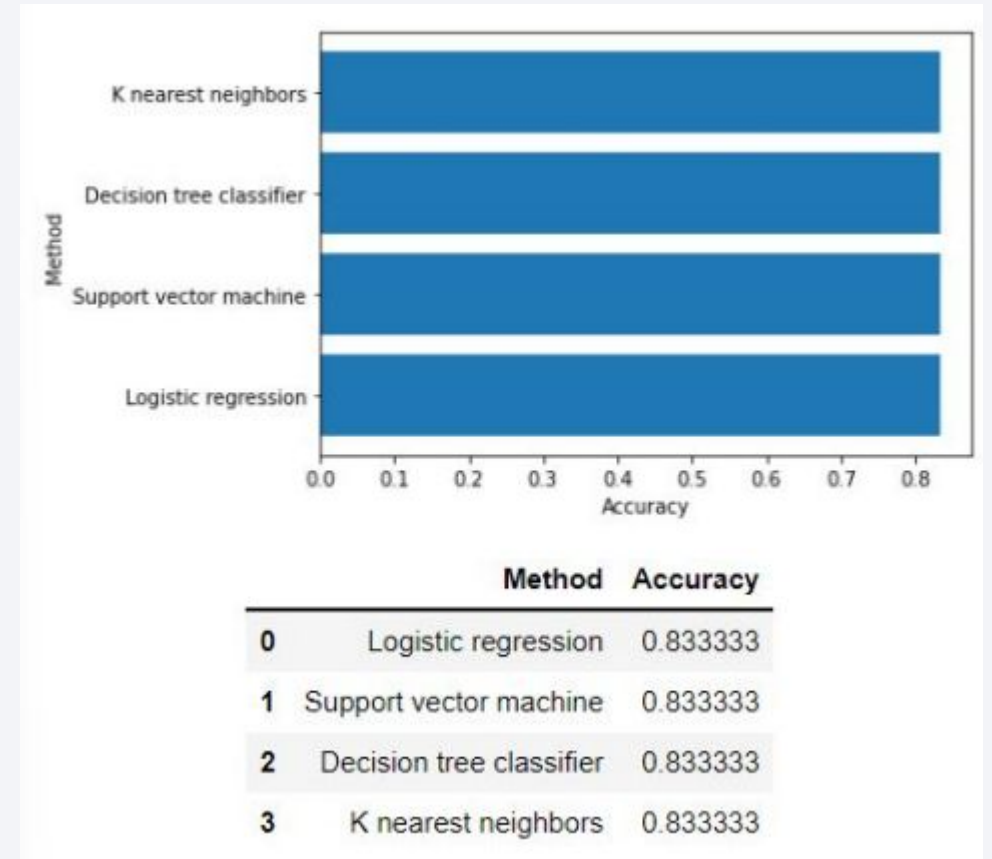 K nearest neighbors
Decision tree classifier
Method
Support vector machine
Logistic regression
0.0 0.1 0.2 0.3 0.4 0.5 0.6 0.7 0.8
Accuracy
Method Accuracy
0 Logistic regression 0.833333
1 Support vector machine 0.833333
2 Decision tree classifier 0.833333
3 K nearest neighbors 0.833333